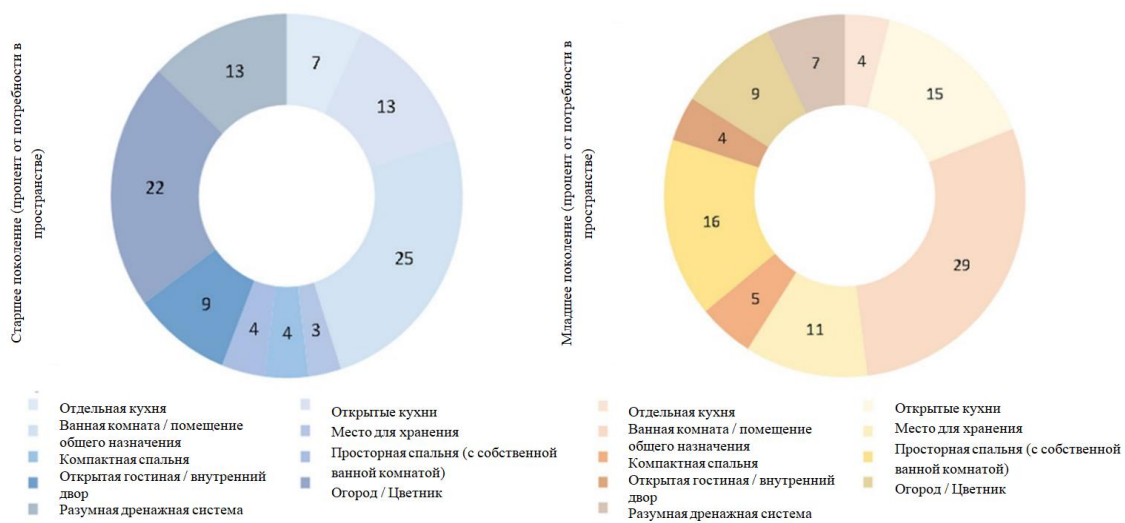 Старшее поколение (процент от потребности в
пространстве)
7
13
25
3
4
4
9
22
13
Отдельная кухня
Ванная комната / помещение
общего назначения
Компактная спальня
Открытая гостиная / внутренний
двор
Разумная дренажная система
Открытые кухни
Место для хранения
Просторная спальня (с собственной
ванной комнатой)
Огород / Цветник
Младшее поколение (процент от потребности в
пространстве)
4
15
29
11
5
16
4
9
7
Отдельная кухня
Ванная комната / помещение
общего назначения
Компактная спальня
Открытая гостиная / внутренний
двор
Разумная дренажная система
Открытые кухни
Место для хранения
Просторная спальня (с собственной
ванной комнатой)
Огород / Цветник